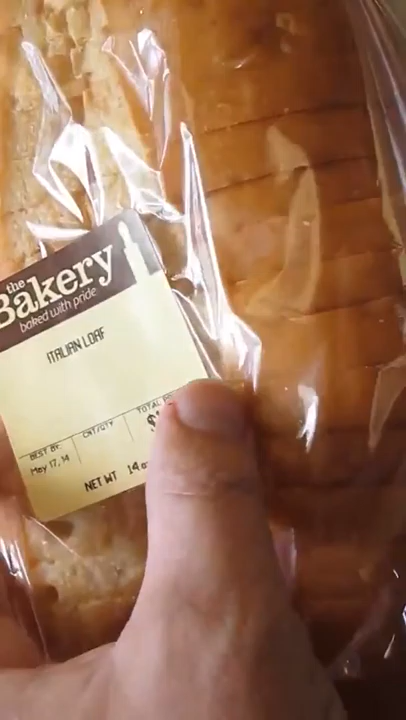 the
Bakery
baked with pride
ITALIAN LOAF
BEST BY: CNT/QTY TOTAL
May 17, 14 $
NET WT 14